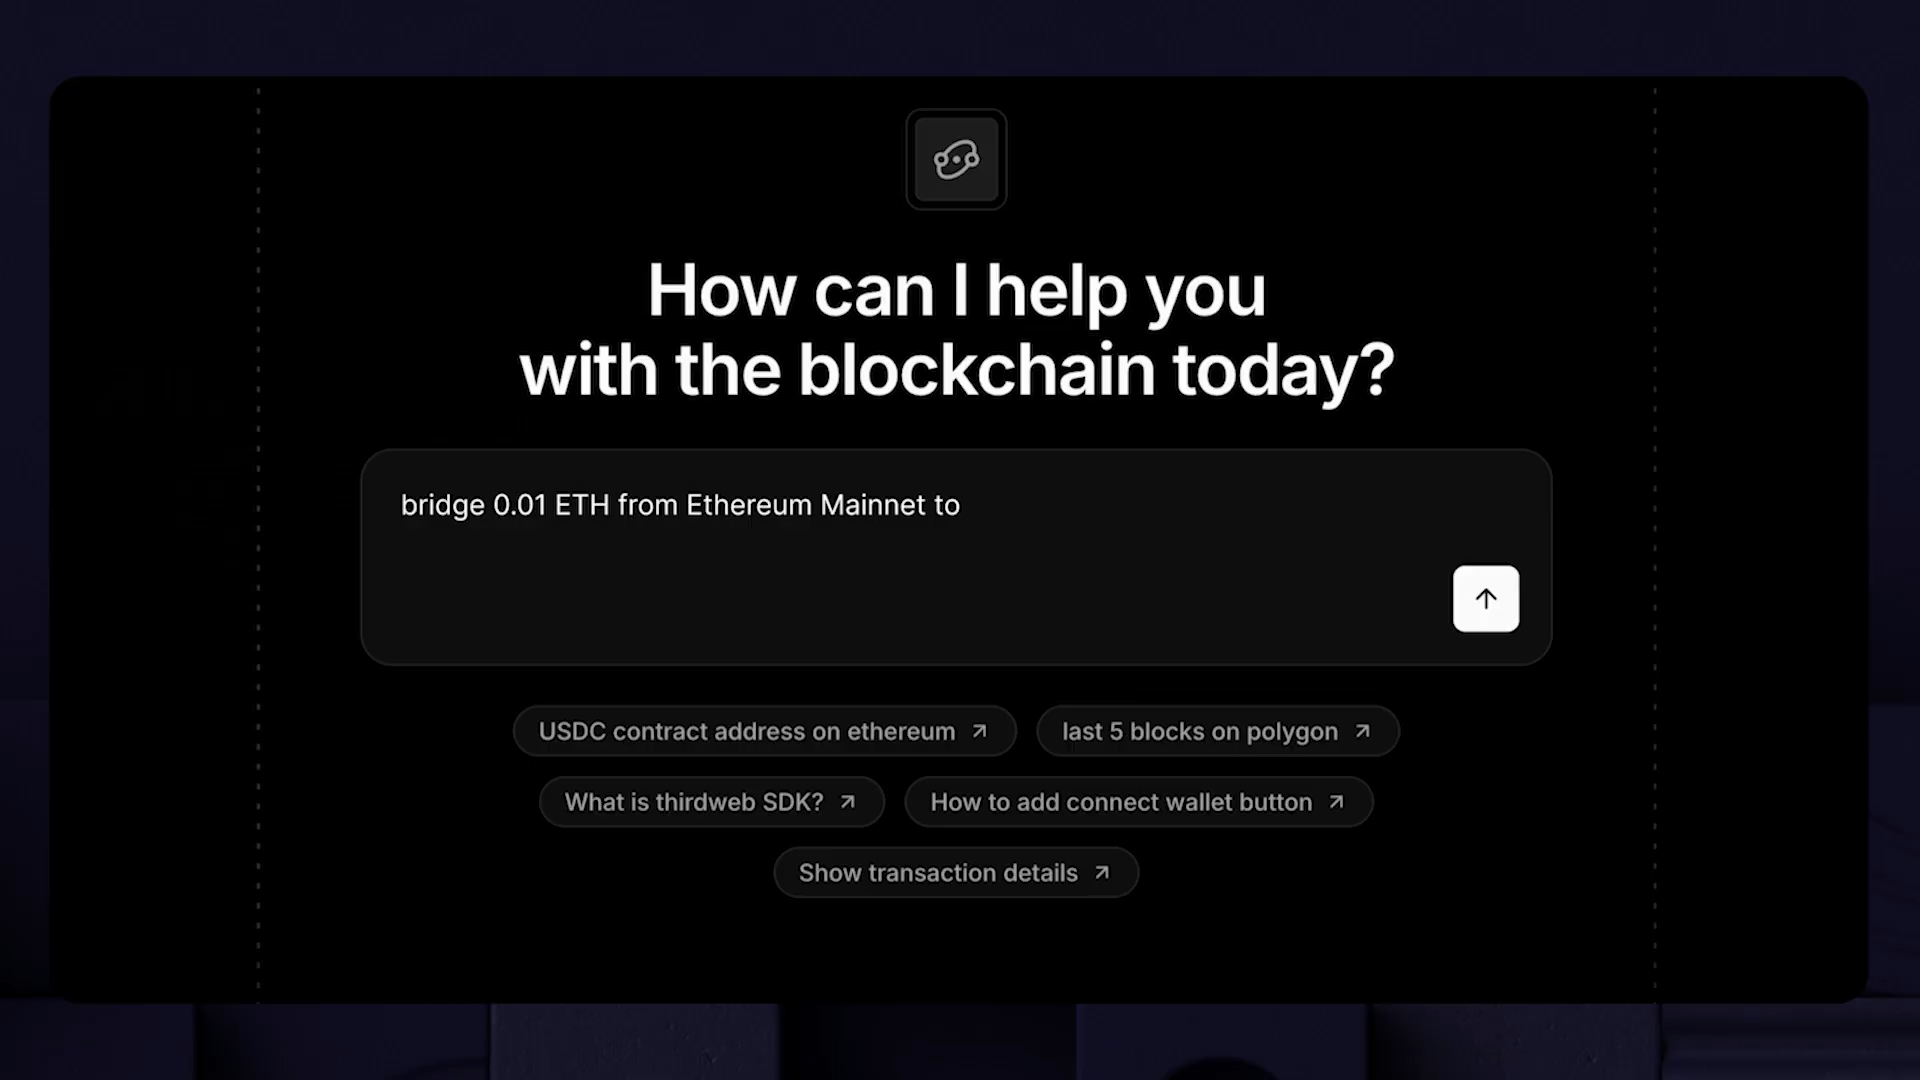 How can I help you
with the blockchain today?
bridge 0.01 ETH from Ethereum Mainnet to
USDC contract address on ethereum
last 5 blocks on polygon
What is thirdweb SDK?
How to add connect wallet button
Show transaction details